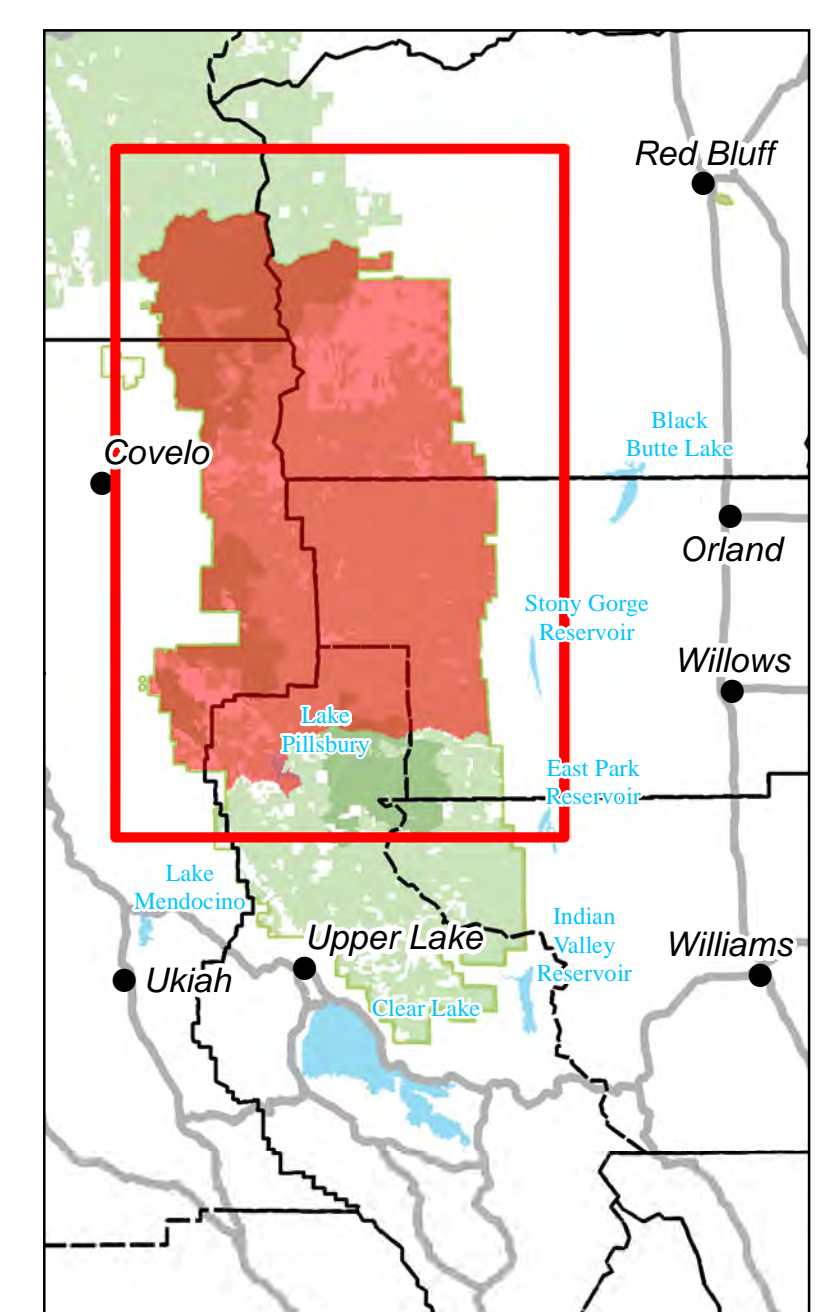 Red Bluff
Black
Butte Lake
Covelo
Orland
Stony Gorge
Reservoir
Willows
Lake
Pillsbury
East Park
Reservoir
Lake
Mendocino
Upper Lake
Indian
Valley
Reservoir
Williams
Ukiah
Clear Lake